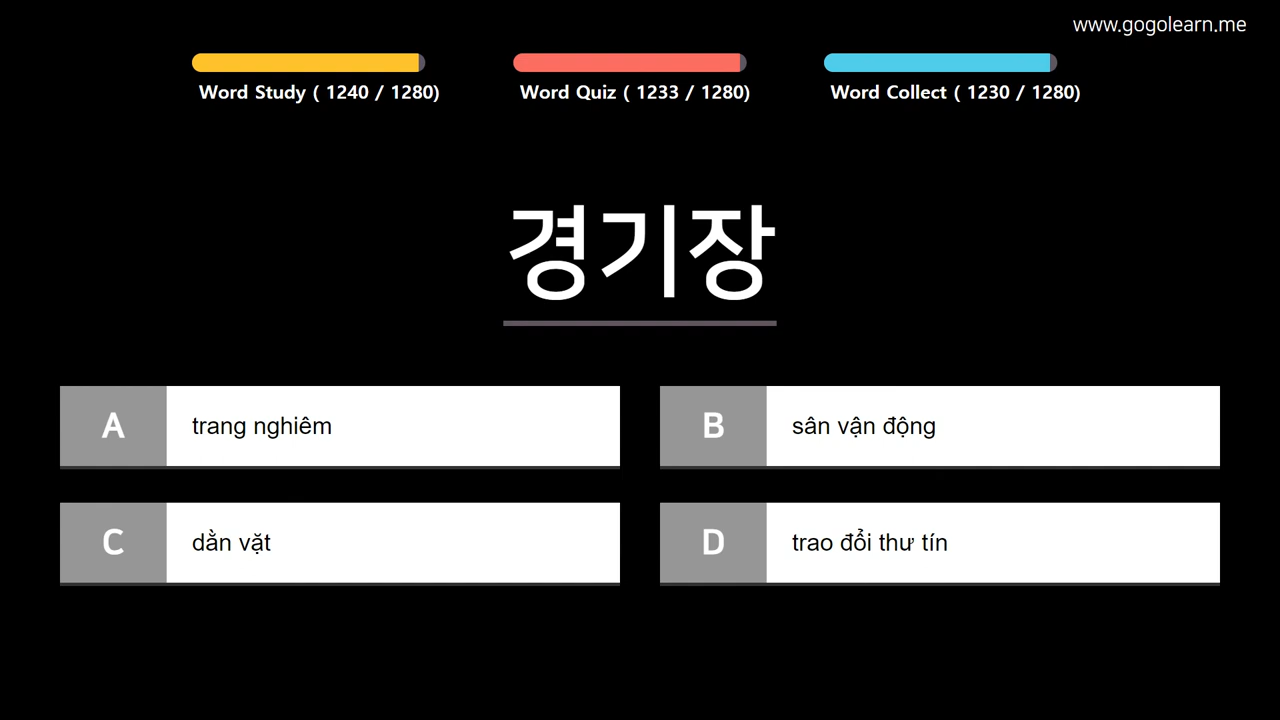 www.gogolearn.me
Word Study ( 1240 / 1280)
Word Quiz ( 1233 / 1280)
Word Collect ( 1230 / 1280)
경기장
A trang nghiêm
B sân vận động
C dằn vặt
D trao đổi thư tín